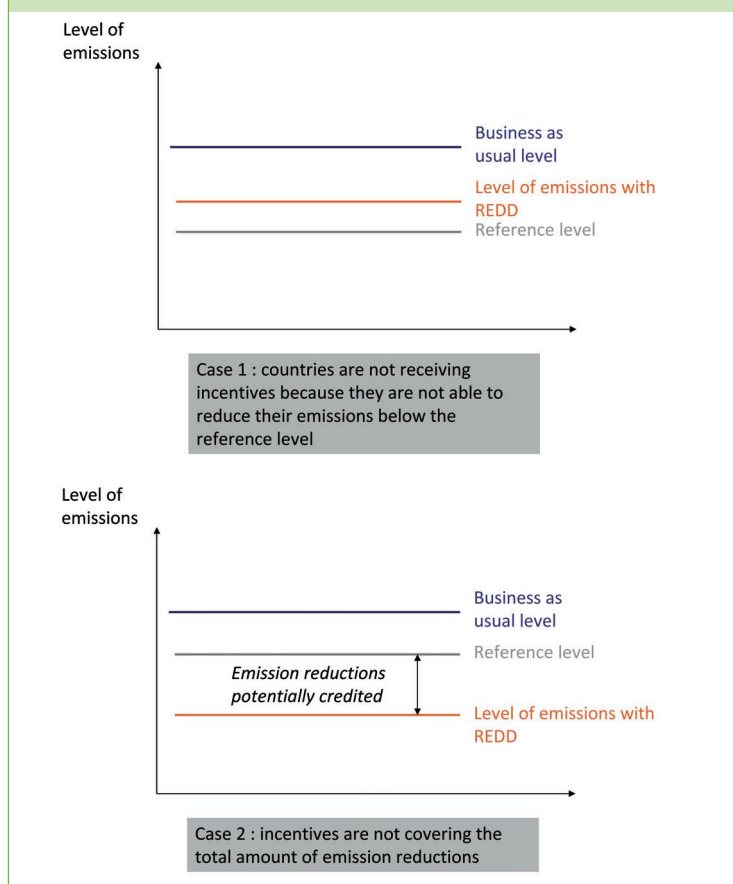 Level of
emissions
Business as
usual level
Level of emissions with
REDD
Reference level
Case 1 : countries are not receiving
incentives because they are not able to
reduce their emissions below the
reference level
Level of
emissions
Business as
usual level
Reference level
Emission reductions
potentially credited
Level of emissions with
REDD
Case 2 : incentives are not covering the
total amount of emission reductions